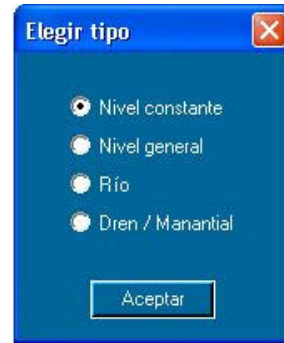 Elegir tipo
Nivel constante
Nivel general
Río
Dren / Manantial
Aceptar